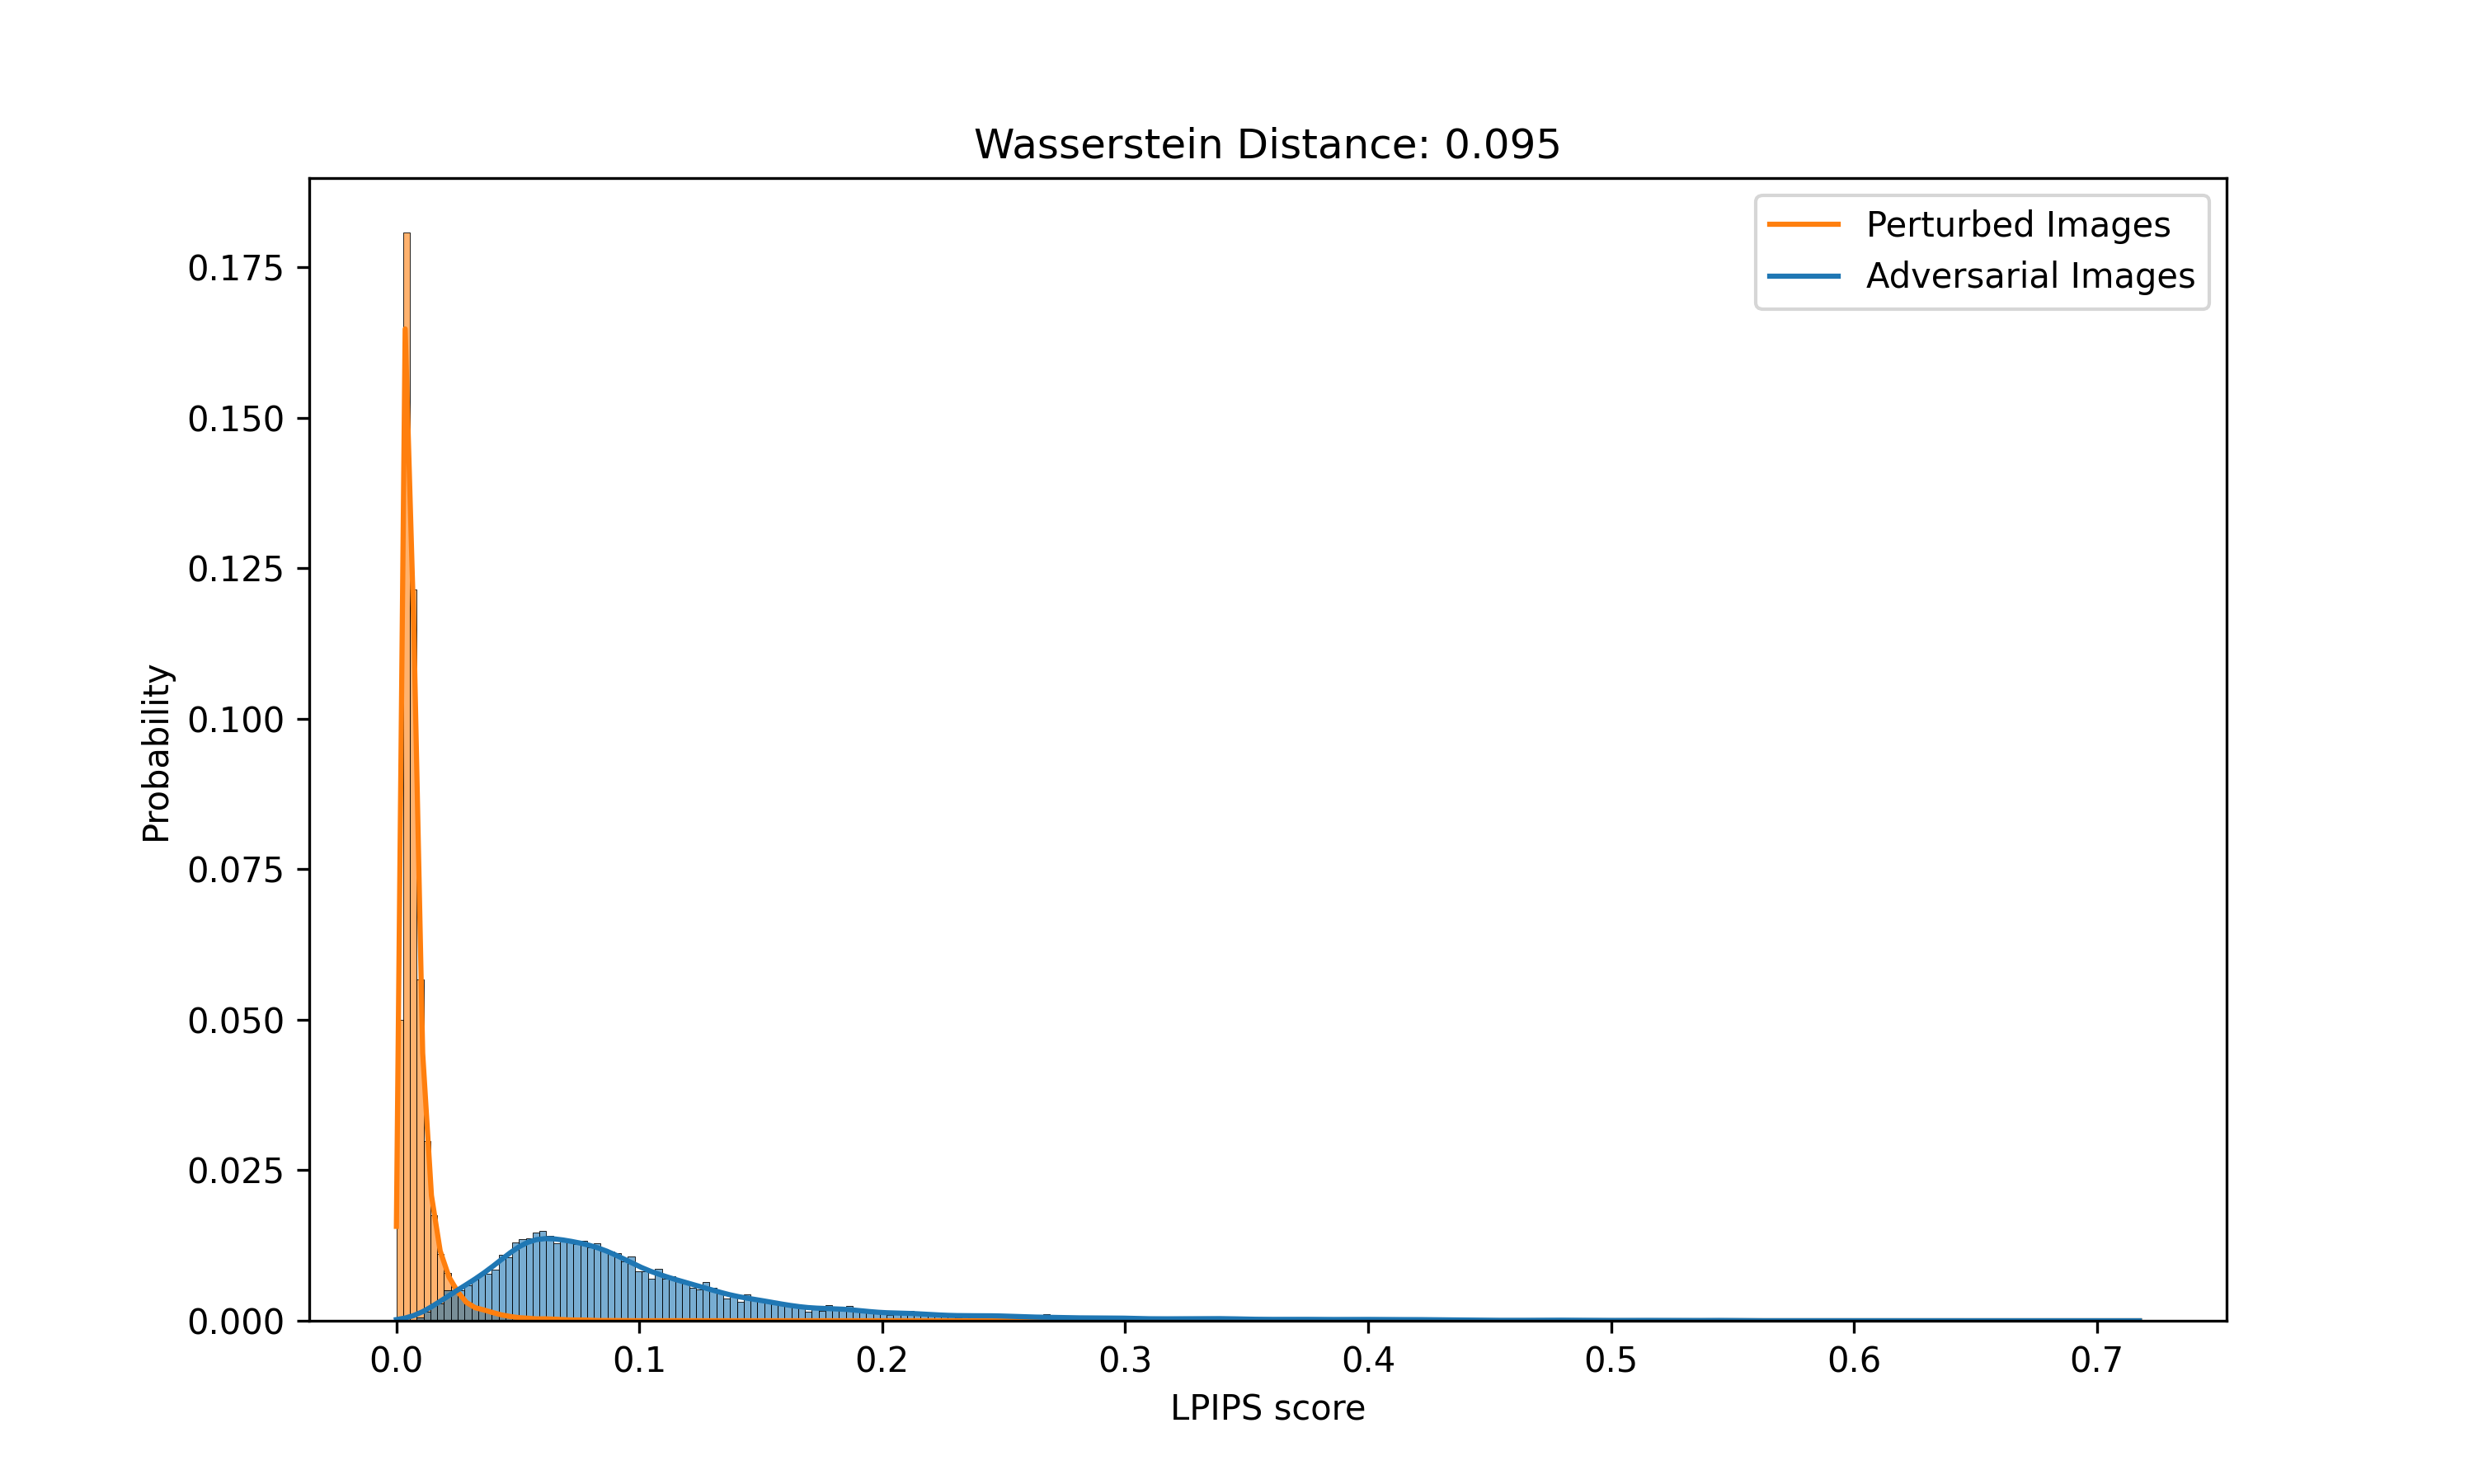 Wasserstein Distance: 0.095
Perturbed Images
Adversarial Images
0.175
0.150
0.125
0.100
0.075
0.050
0.025
0.000
Probability
0.0 0.1 0.2 0.3 0.4 0.5 0.6 0.7
LPIPS score